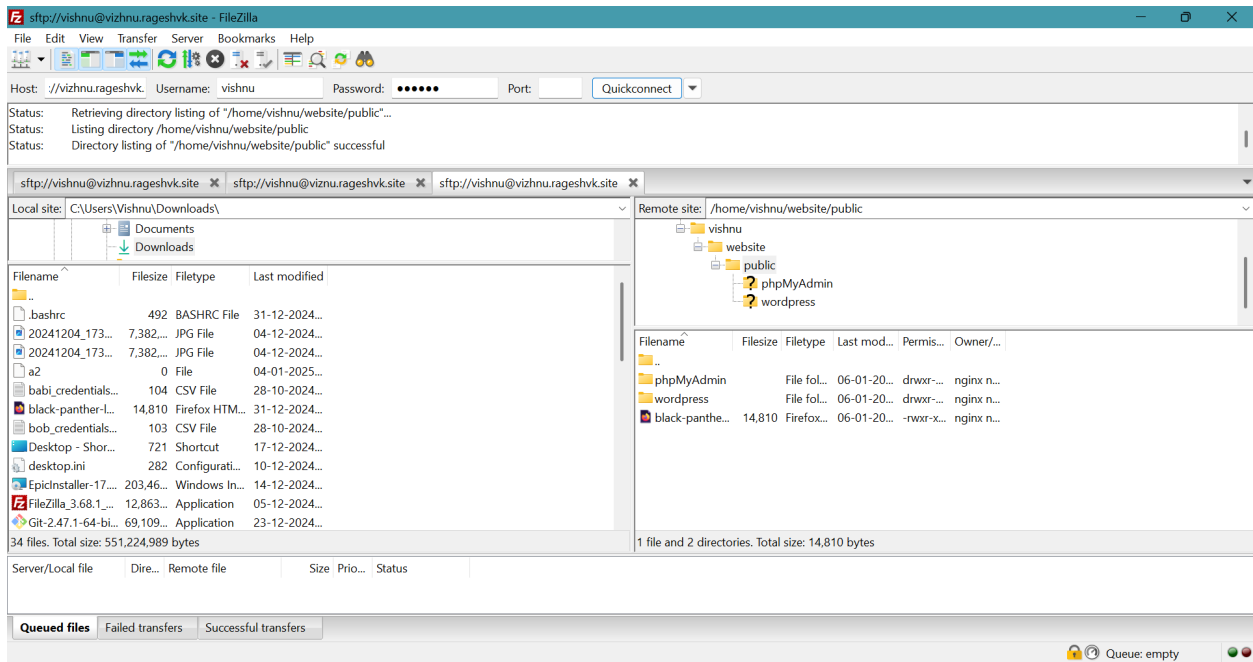 sftp://vishnu@vizhnu.rageshvk.site - FileZilla
File Edit View Transfer Server Bookmarks Help
Host: ://vizhnu.rageshvk. Username: vishnu Password: ●●●●●● Port: Quickconnect
Status: Retrieving directory listing of "/home/vishnu/website/public"...
Status: Listing directory /home/vishnu/website/public
Status: Directory listing of "/home/vishnu/website/public" successful
sftp://vishnu@vizhnu.rageshvk.site sftp://vishnu@viznu.rageshvk.site sftp://vishnu@vizhnu.rageshvk.site
Local site: C:\Users\Vishnu\Downloads\
Documents
Downloads
Filename Filesize Filetype Last modified
..
.bashrc 492 BASHRC File 31-12-2024...
20241204_173... 7,382,... JPG File 04-12-2024...
20241204_173... 7,382,... JPG File 04-12-2024...
a2 0 File 04-01-2025...
babi_credentials... 104 CSV File 28-10-2024...
black-panther-l... 14,810 Firefox HTM... 31-12-2024...
bob_credentials... 103 CSV File 28-10-2024...
Desktop - Shor... 721 Shortcut 17-12-2024...
desktop.ini 282 Configurati... 10-12-2024...
EpicInstaller-17.... 203,46... Windows In... 14-12-2024...
FileZilla_3.68.1_... 12,863... Application 05-12-2024...
Git-2.47.1-64-bi... 69,109... Application 23-12-2024...
34 files. Total size: 551,224,989 bytes
Remote site: /home/vishnu/website/public
vishnu
website
public
phpMyAdmin
wordpress
Filename Filesize Filetype Last mod... Permis... Owner/...
..
phpMyAdmin File fol... 06-01-20... drwxr-... nginx n...
wordpress File fol... 06-01-20... drwxr-... nginx n...
black-panthe... 14,810 Firefox... 06-01-20... -rwxr-x... nginx n...
1 file and 2 directories. Total size: 14,810 bytes
Server/Local file Dire... Remote file Size Prio... Status
Queued files Failed transfers Successful transfers
Queue: empty